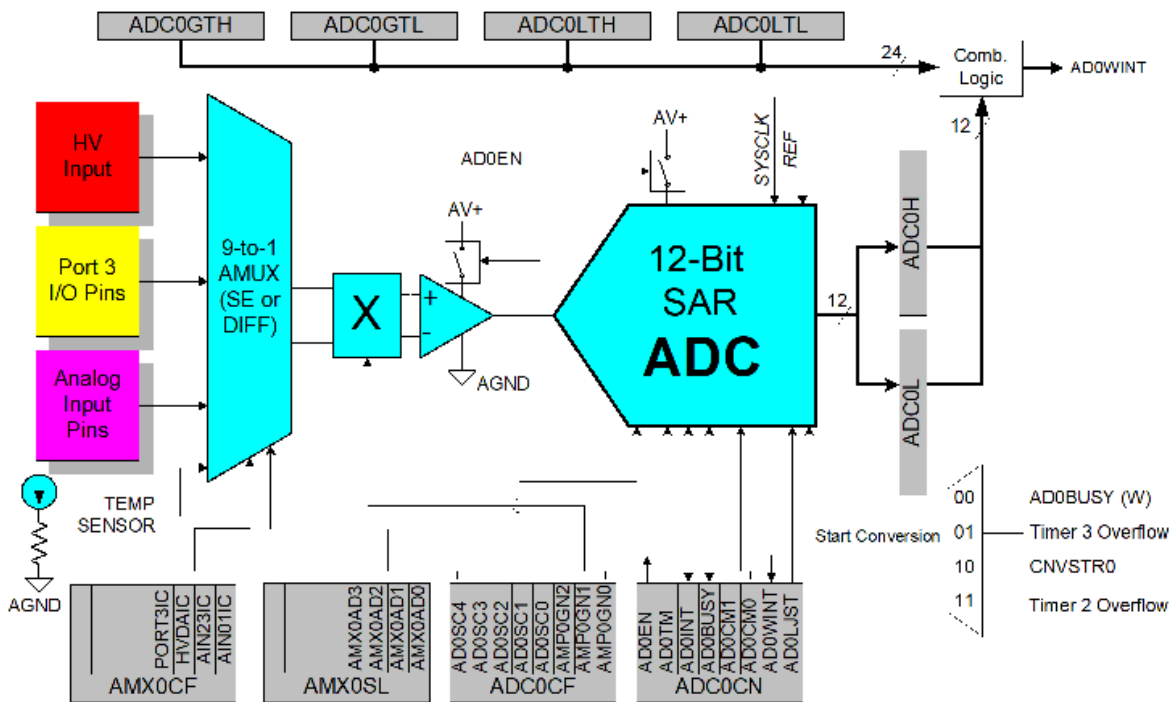 ADC0GTH
ADC0GTL
ADC0LTH
ADC0LTL
24
Comb.
Logic
AD0WINT
12
HV
Input
Port 3
I/O Pins
Analog
Input
Pins
9-to-1
AMUX
(SE or
DIFF)
AD0EN
AV+
X
+
-
AGND
AV+
SYSCLK
REF
12-Bit
SAR
ADC
12
ADC0H
ADC0L
TEMP
SENSOR
AGND
Start Conversion
00
AD0BUSY (W)
01
Timer 3 Overflow
10
CNVSTR0
11
Timer 2 Overflow
PORT3IC
HVDAIC
AIN23IC
AIN01IC
AMX0CF
AMX0AD3
AMX0AD2
AMX0AD1
AMX0AD0
AMX0SL
AD0SC4
AD0SC3
AD0SC2
AD0SC1
AD0SC0
AMP0GN2
AMP0GN1
AMP0GN0
ADC0CF
AD0EN
AD0TM
AD0INT
AD0BUSY
AD0CM1
AD0CM0
AD0WINT
AD0LJST
ADC0CN